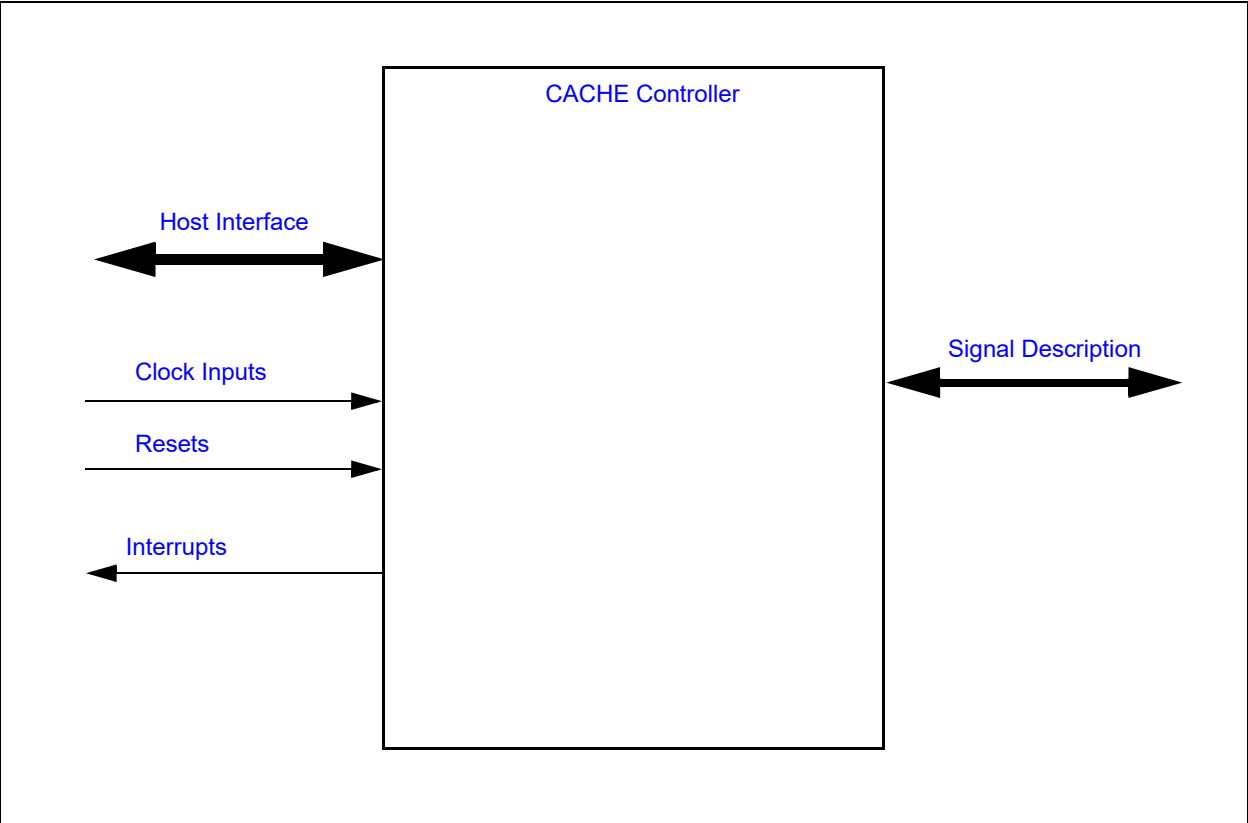 CACHE Controller
Host Interface
Signal Description
Clock Inputs
Resets
Interrupts